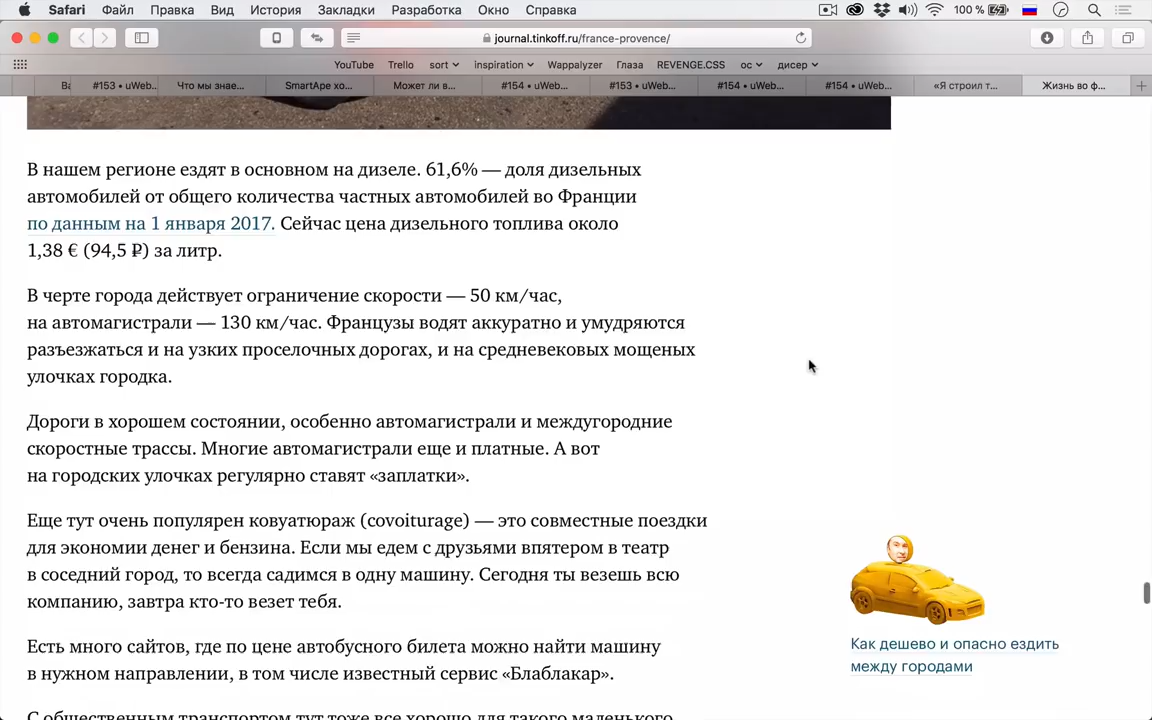 Safari Файл Правка Вид История Закладки Разработка Окно Справка 100 %
journal.tinkoff.ru/france-provence/
YouTube Trello sort inspiration Wappalyzer Глаза REVENGE.CSS ос дисер
#153 • uWeb... Что мы знае... SmartApe хо... Может ли в... #154 • uWeb... #153 • uWeb... #154 • uWeb... #154 • uWeb... «Я строил т... Жизнь во ф...
В нашем регионе ездят в основном на дизеле. 61,6% — доля дизельных
автомобилей от общего количества частных автомобилей во Франции
по данным на 1 января 2017. Сейчас цена дизельного топлива около
1,38 € (94,5 ₽) за литр.
В черте города действует ограничение скорости — 50 км/час,
на автомагистрали — 130 км/час. Французы водят аккуратно и умудряются
разъезжаться и на узких проселочных дорогах, и на средневековых мощеных
улочках городка.
Дороги в хорошем состоянии, особенно автомагистрали и междугородние
скоростные трассы. Многие автомагистрали еще и платные. А вот
на городских улочках регулярно ставят «заплатки».
Еще тут очень популярен ковуатюраж (covoiturage) — это совместные поездки
для экономии денег и бензина. Если мы едем с друзьями впятером в театр
в соседний город, то всегда садимся в одну машину. Сегодня ты везешь всю
компанию, завтра кто-то везет тебя.
Как дешево и опасно ездить
между городами
Есть много сайтов, где по цене автобусного билета можно найти машину
в нужном направлении, в том числе известный сервис «Блаблакар».
С общественным транспортом тут тоже все хорошо для такого маленького